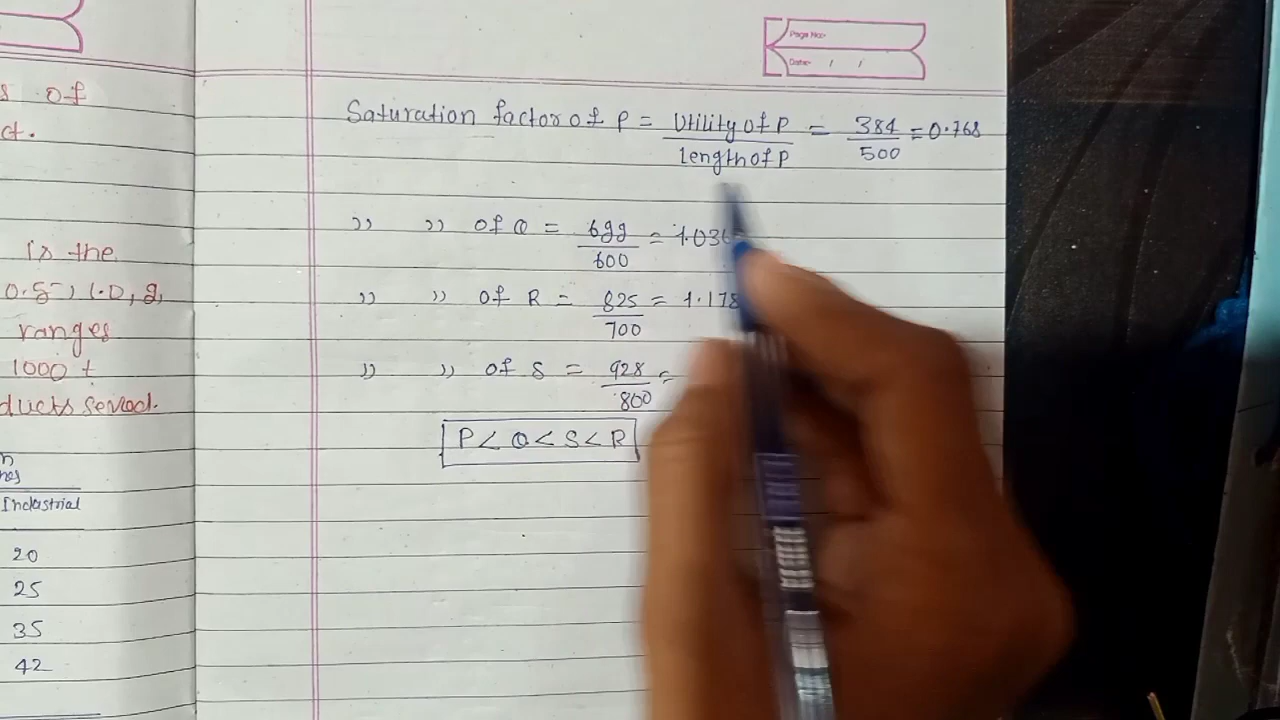 s of
ct.
is the
0.5, 1.0, 2,
ranges
1000 t
ducts served.
n
nes
Industrial
20
25
35
42
Page No:
Date: / /
Saturation factor of P = Utility of P / length of P = 384 / 500 = 0.768
,, ,, of Q = 699 / 600 = 1.036
,, ,, of R = 825 / 700 = 1.178
,, ,, of S = 928 / 800 =
P < Q < S < R